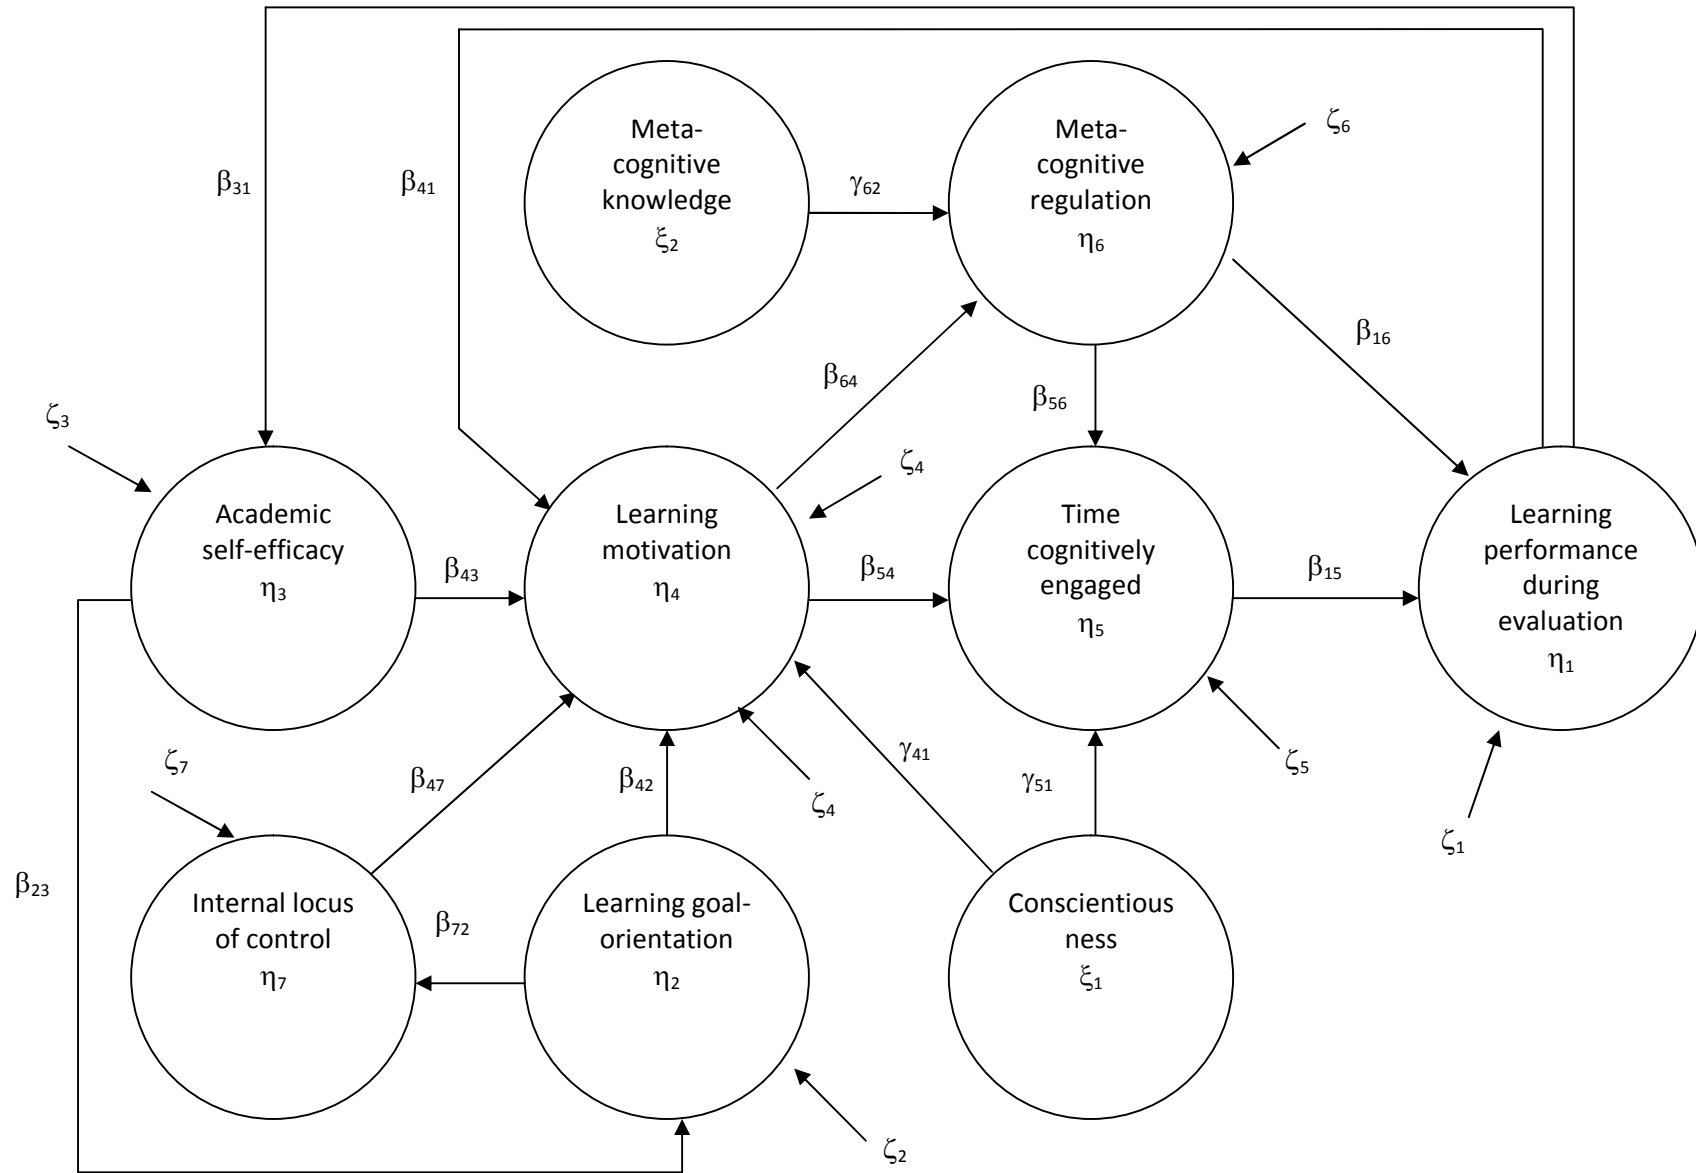 Meta-
cognitive
knowledge
ξ₂
Meta-
cognitive
regulation
η₆
ζ₆
β₃₁
β₄₁
γ₆₂
β₁₆
β₆₄
β₅₆
ζ₃
ζ₄
Academic
self-efficacy
η₃
β₄₃
Learning
motivation
η₄
β₅₄
Time
cognitively
engaged
η₅
β₁₅
Learning
performance
during
evaluation
η₁
ζ₇
β₄₇
β₄₂
ζ₄
γ₄₁
γ₅₁
ζ₅
ζ₁
β₂₃
Internal locus
of control
η₇
β₇₂
Learning goal-
orientation
η₂
Conscientious
ness
ξ₁
ζ₂